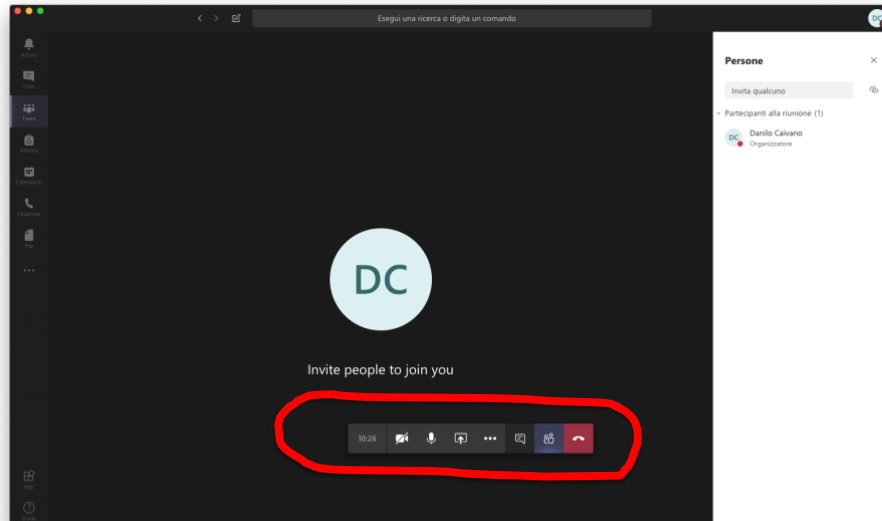 Esegui una ricerca o digita un comando
DC
Chat
Team
Attività
Calendario
Chiamate
File
App
Guida
DC
Invite people to join you
10:26
Persone
Invita qualcuno
Partecipanti alla riunione (1)
DC
Danilo Caivano
Organizzatore